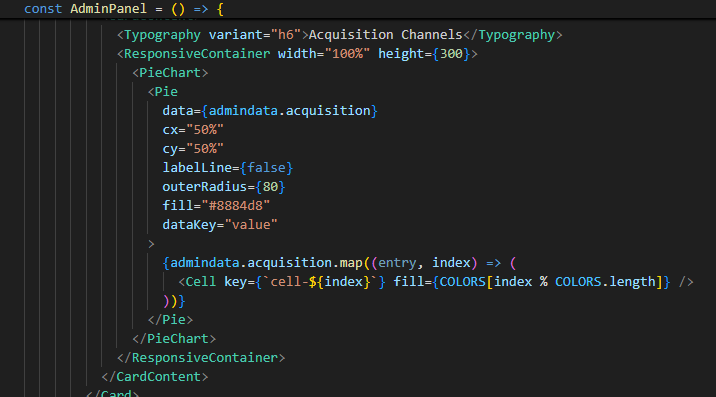 const AdminPanel = () => {
<Typography variant="h6">Acquisition Channels</Typography>
<ResponsiveContainer width="100%" height={300}>
<PieChart>
<Pie
data={admindata.acquisition}
cx="50%"
cy="50%"
labelLine={false}
outerRadius={80}
fill="#8884d8"
dataKey="value"
>
{admindata.acquisition.map((entry, index) => (
<Cell key={`cell-${index}`} fill={COLORS[index % COLORS.length]} />
))}
</Pie>
</PieChart>
</ResponsiveContainer>
</CardContent>
</Card>